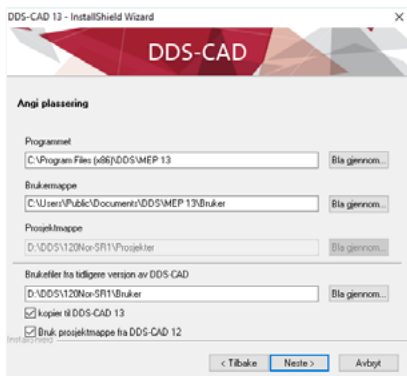 DDS-CAD 13 - InstallShield Wizard
DDS-CAD
Angi plassering
Programmet
C:\Program Files (x86)\DDS\MEP 13
Bla gjennom...
Brukermappe
C:\Users\Public\Documents\DDS\MEP 13\Bruker
Bla gjennom...
Prosjektmappe
D:\DDS\120Nor-SR1\Prosjekter
Bla gjennom...
Brukefiler fra tidligere versjon av DDS-CAD
D:\DDS\120Nor-SR1\Bruker
Bla gjennom...
kopier til DDS-CAD 13
Bruk prosjektmappe fra DDS-CAD 12
InstallShield
< Tilbake
Neste >
Avbryt